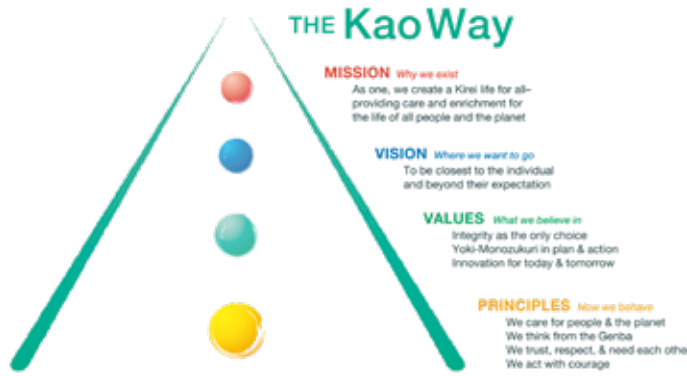 THE Kao Way
MISSION Why we exist
As one, we create a Kirei life for all–
providing care and enrichment for
the life of all people and the planet
VISION Where we want to go
To be closest to the individual
and beyond their expectation
VALUES What we believe in
Integrity as the only choice
Yoki-Monozukuri in plan & action
Innovation for today & tomorrow
PRINCIPLES How we behave
We care for people & the planet
We think from the Genba
We trust, respect, & need each othe
We act with courage